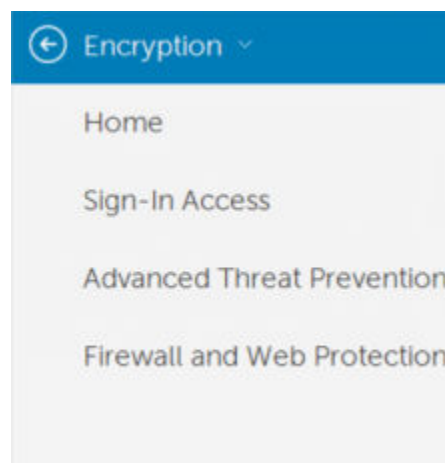 Encryption
Home
Sign-In Access
Advanced Threat Prevention
Firewall and Web Protection